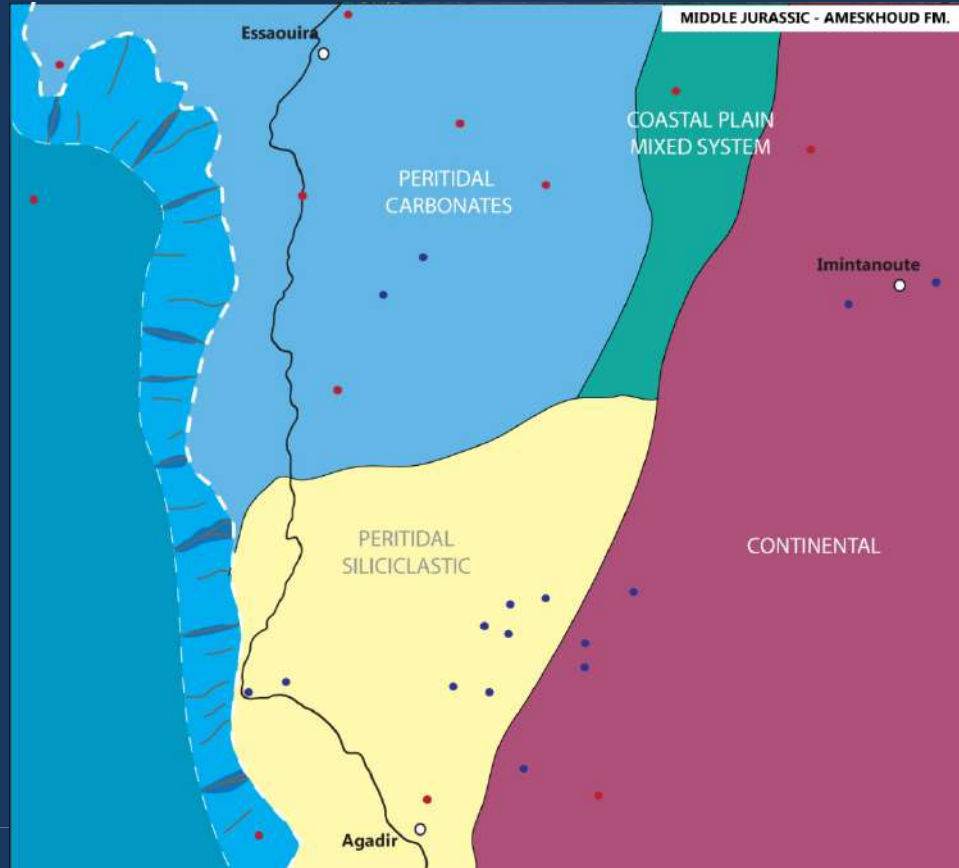 MIDDLE JURASSIC - AMESKHOUD FM.
Essaouira
COASTAL PLAIN
MIXED SYSTEM
PERITIDAL
CARBONATES
Imintanoute
PERITIDAL
SILICICLASTIC
CONTINENTAL
Agadir